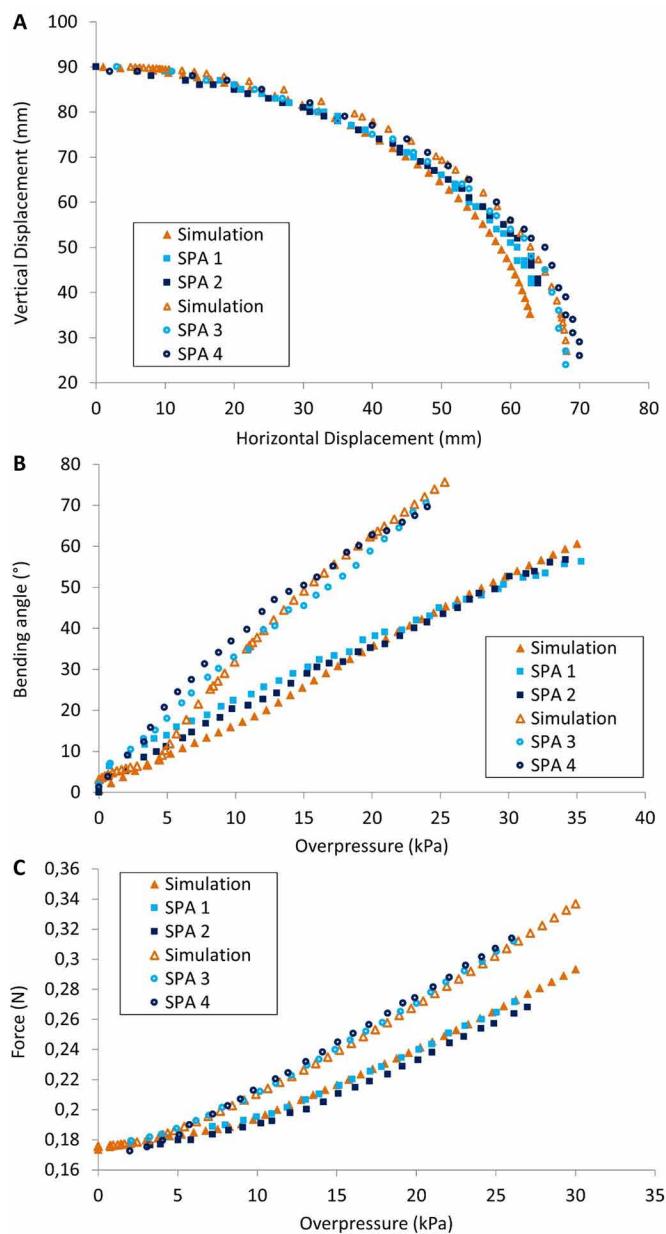 A
100
90
80
70
60
50
40
30
20
Vertical Displacement (mm)
Simulation
SPA 1
SPA 2
Simulation
SPA 3
SPA 4
0 10 20 30 40 50 60 70 80
Horizontal Displacement (mm)
B
80
70
60
50
40
30
20
10
0
Bending angle (°)
Simulation
SPA 1
SPA 2
Simulation
SPA 3
SPA 4
0 5 10 15 20 25 30 35 40
Overpressure (kPa)
C
0,36
0,34
0,32
0,3
0,28
0,26
0,24
0,22
0,2
0,18
0,16
Force (N)
Simulation
SPA 1
SPA 2
Simulation
SPA 3
SPA 4
0 5 10 15 20 25 30 35
Overpressure (kPa)